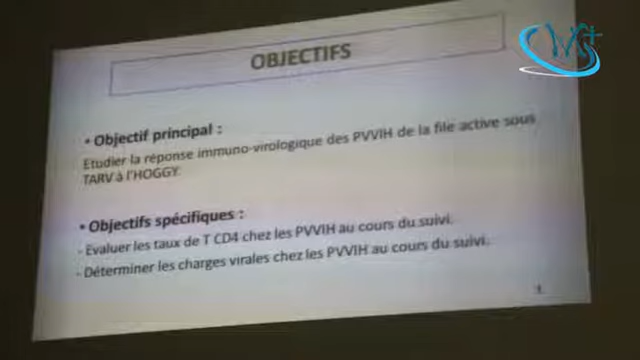 OBJECTIFS
• Objectif principal :
Etudier la réponse immuno-virologique des PVVIH de la file active sous
TARV à l'HOGGY.
• Objectifs spécifiques :
- Evaluer les taux de T CD4 chez les PVVIH au cours du suivi.
- Déterminer les charges virales chez les PVVIH au cours du suivi.